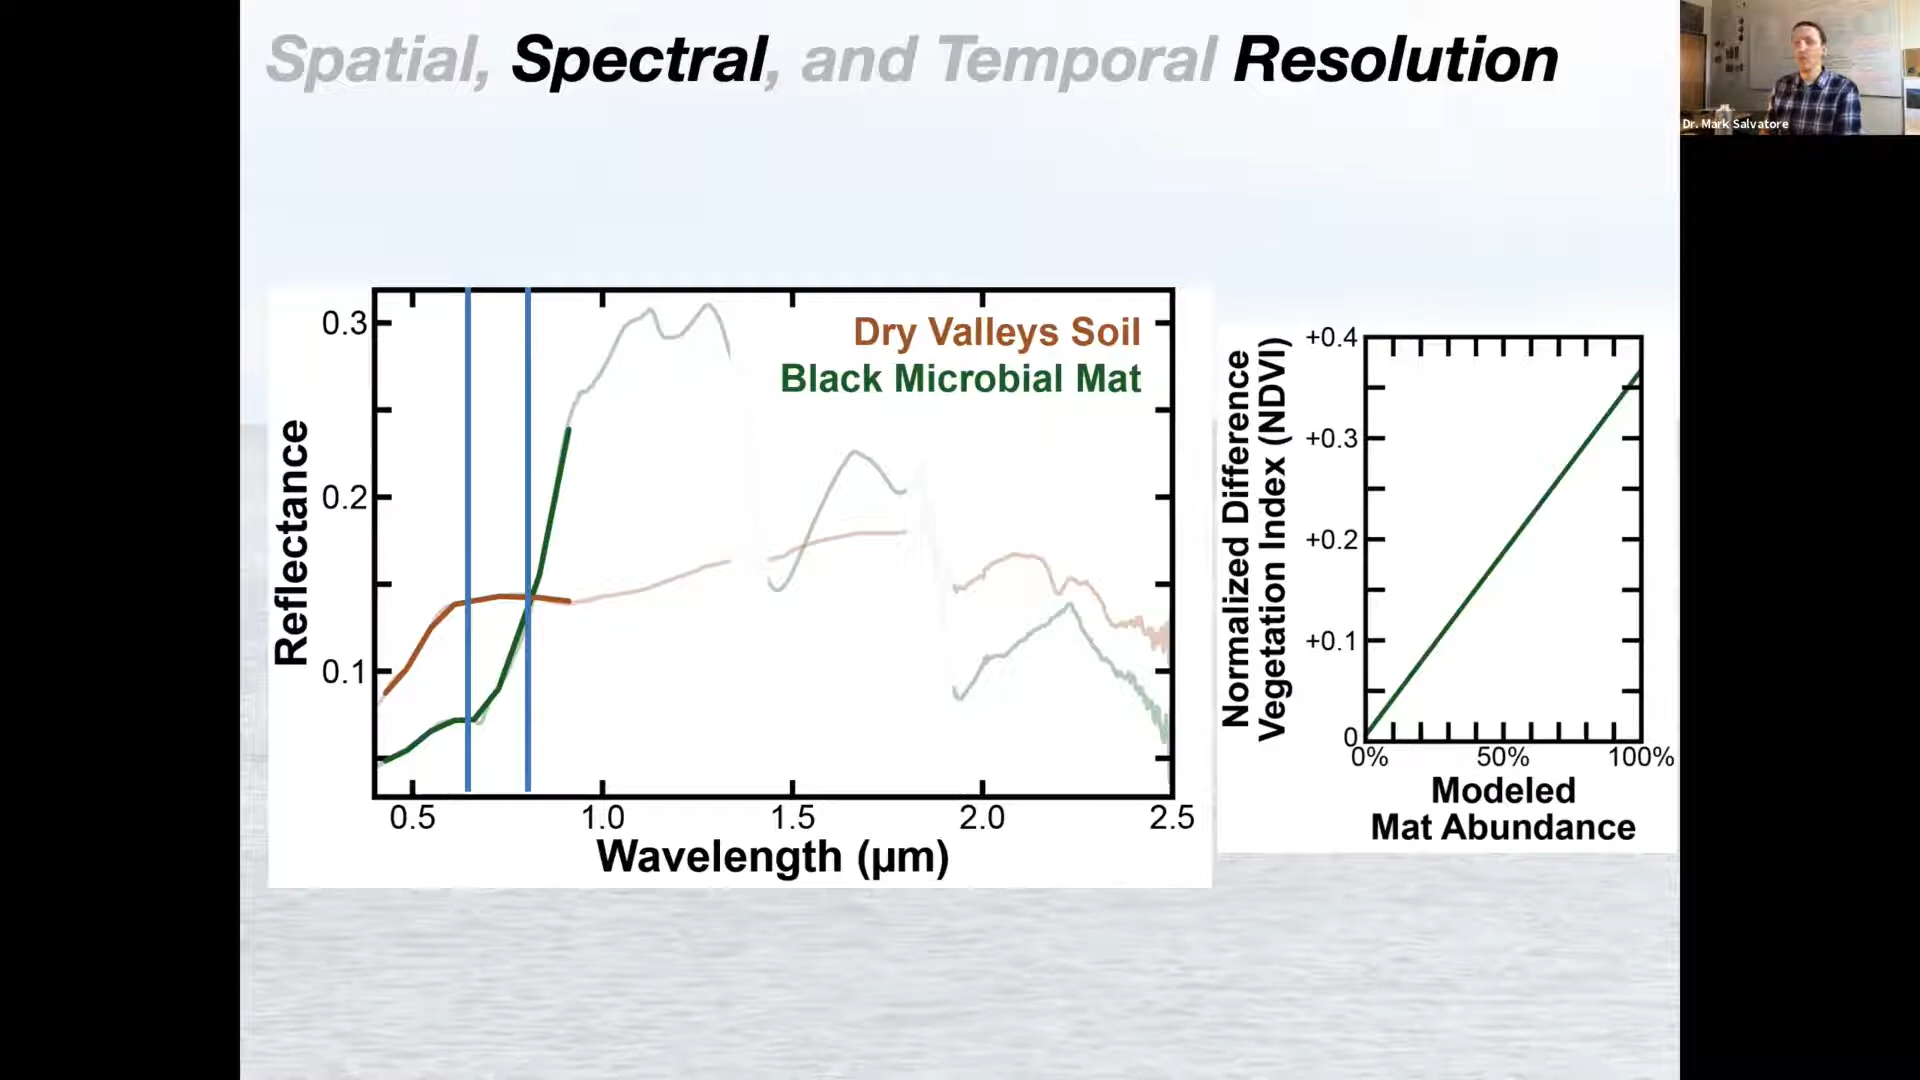 Spatial, Spectral, and Temporal Resolution
Dr. Mark Salvatore
Dry Valleys Soil
Black Microbial Mat
Reflectance
0.3
0.2
0.1
0.5
1.0
1.5
2.0
2.5
Wavelength (µm)
Normalized Difference
Vegetation Index (NDVI)
+0.4
+0.3
+0.2
+0.1
0
0%
50%
100%
Modeled
Mat Abundance